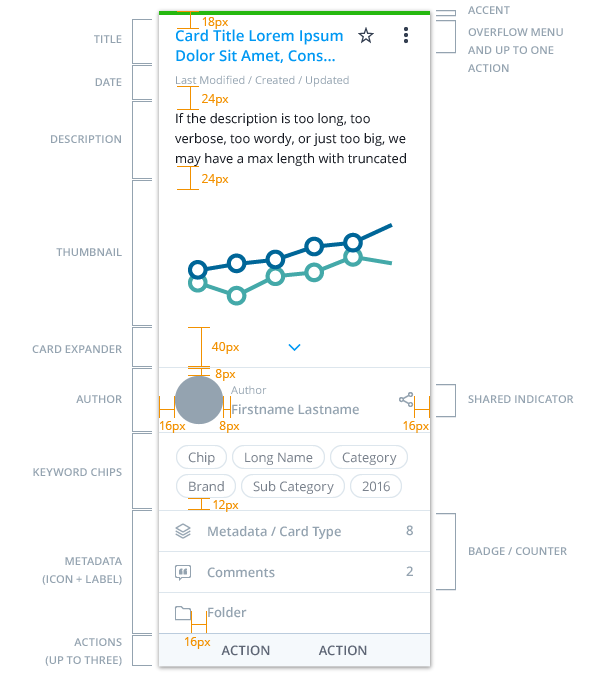 ACCENT
18px
TITLE
Card Title Lorem Ipsum
Dolor Sit Amet, Cons...
OVERFLOW MENU
AND UP TO ONE
ACTION
DATE
Last Modified / Created / Updated
24px
DESCRIPTION
If the description is too long, too
verbose, too wordy, or just too big, we
may have a max length with truncated
24px
THUMBNAIL
CARD EXPANDER
40px
8px
AUTHOR
Author
Firstname Lastname
SHARED INDICATOR
16px
8px
16px
KEYWORD CHIPS
Chip
Long Name
Category
Brand
Sub Category
2016
12px
METADATA
(ICON + LABEL)
Metadata / Card Type
8
Comments
2
BADGE / COUNTER
Folder
16px
ACTIONS
(UP TO THREE)
ACTION
ACTION